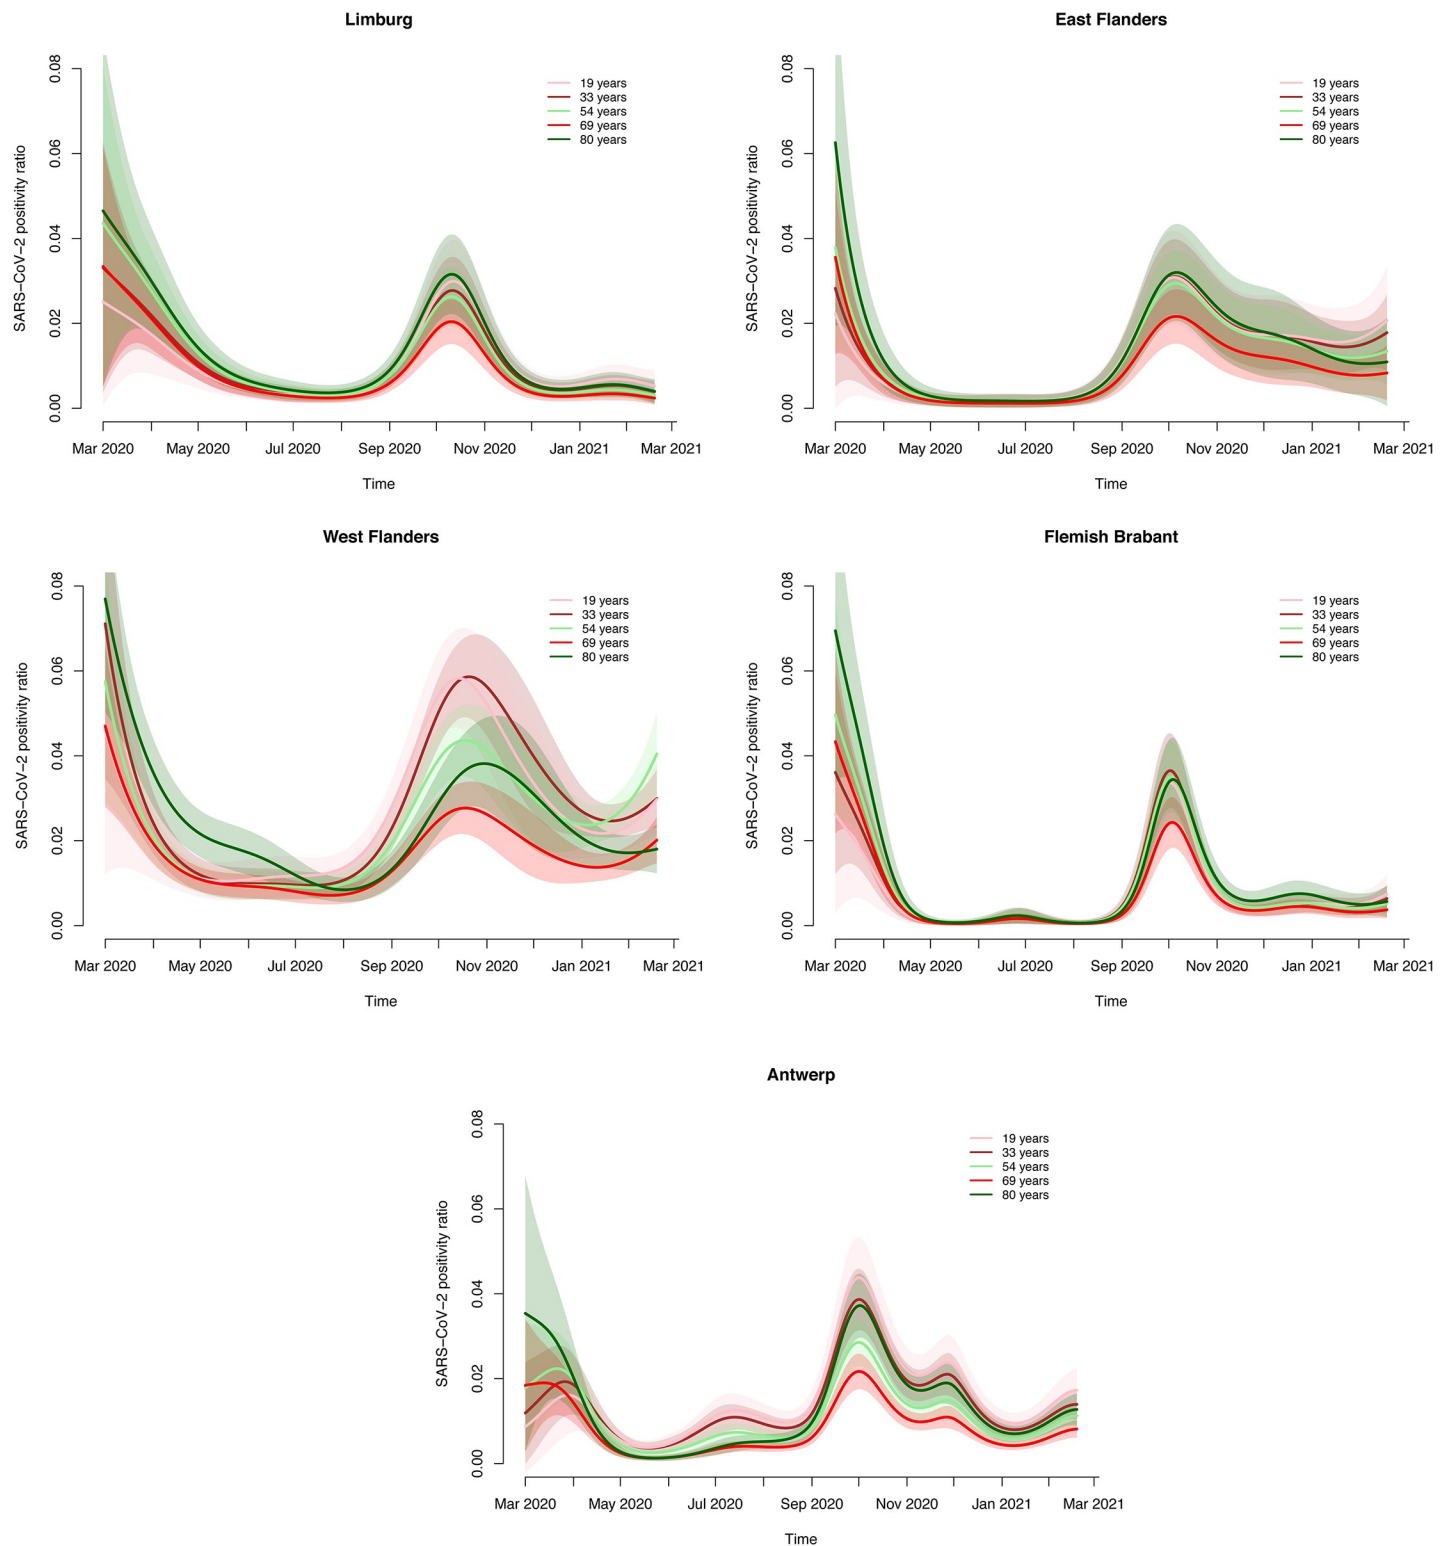 Limburg
SARS−CoV−2 positivity ratio
0.08
0.06
0.04
0.02
0.00
19 years
33 years
54 years
69 years
80 years
Mar 2020 May 2020 Jul 2020 Sep 2020 Nov 2020 Jan 2021 Mar 2021
Time
East Flanders
SARS−CoV−2 positivity ratio
0.08
0.06
0.04
0.02
0.00
19 years
33 years
54 years
69 years
80 years
Mar 2020 May 2020 Jul 2020 Sep 2020 Nov 2020 Jan 2021 Mar 2021
Time
West Flanders
SARS−CoV−2 positivity ratio
0.08
0.06
0.04
0.02
0.00
19 years
33 years
54 years
69 years
80 years
Mar 2020 May 2020 Jul 2020 Sep 2020 Nov 2020 Jan 2021 Mar 2021
Time
Flemish Brabant
SARS−CoV−2 positivity ratio
0.08
0.06
0.04
0.02
0.00
19 years
33 years
54 years
69 years
80 years
Mar 2020 May 2020 Jul 2020 Sep 2020 Nov 2020 Jan 2021 Mar 2021
Time
Antwerp
SARS−CoV−2 positivity ratio
0.08
0.06
0.04
0.02
0.00
19 years
33 years
54 years
69 years
80 years
Mar 2020 May 2020 Jul 2020 Sep 2020 Nov 2020 Jan 2021 Mar 2021
Time